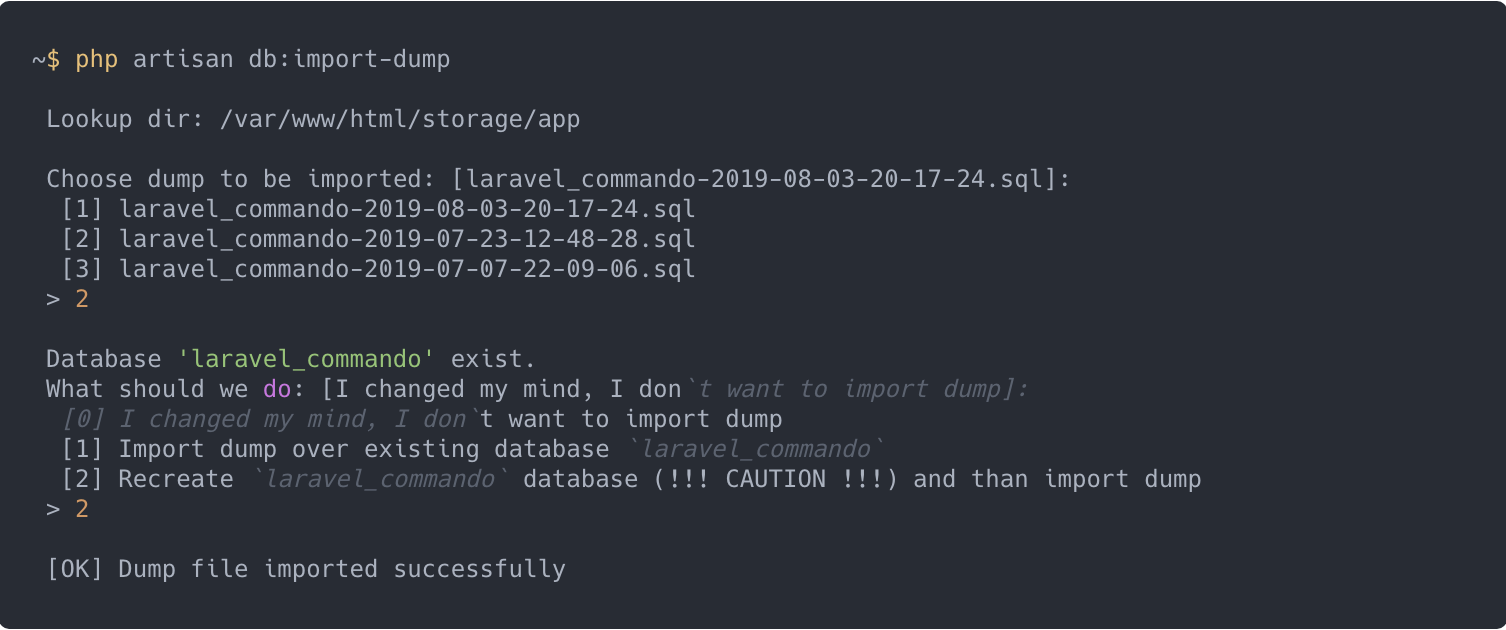 ~$ php artisan db:import-dump
Lookup dir: /var/www/html/storage/app
Choose dump to be imported: [laravel_commando-2019-08-03-20-17-24.sql]:
[1] laravel_commando-2019-08-03-20-17-24.sql
[2] laravel_commando-2019-07-23-12-48-28.sql
[3] laravel_commando-2019-07-07-22-09-06.sql
> 2
Database 'laravel_commando' exist.
What should we do: [I changed my mind, I don`t want to import dump]:
[0] I changed my mind, I don`t want to import dump
[1] Import dump over existing database `laravel_commando`
[2] Recreate `laravel_commando` database (!!! CAUTION !!!) and than import dump
> 2
[OK] Dump file imported successfully